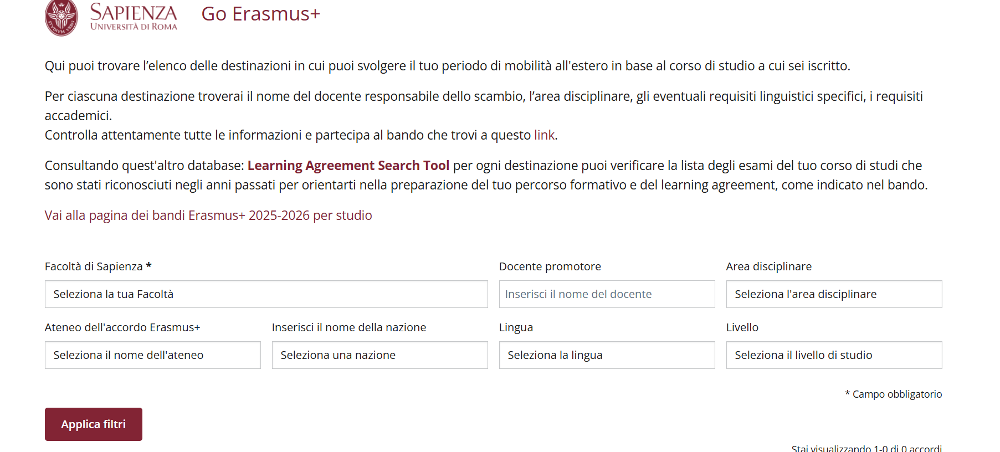 SAPIENZA
UNIVERSITÀ DI ROMA
STVDIVM VRBIS
Go Erasmus+
Qui puoi trovare l’elenco delle destinazioni in cui puoi svolgere il tuo periodo di mobilità all'estero in base al corso di studio a cui sei iscritto.
Per ciascuna destinazione troverai il nome del docente responsabile dello scambio, l’area disciplinare, gli eventuali requisiti linguistici specifici, i requisiti
accademici.
Controlla attentamente tutte le informazioni e partecipa al bando che trovi a questo link.
Consultando quest'altro database: Learning Agreement Search Tool per ogni destinazione puoi verificare la lista degli esami del tuo corso di studi che
sono stati riconosciuti negli anni passati per orientarti nella preparazione del tuo percorso formativo e del learning agreement, come indicato nel bando.
Vai alla pagina dei bandi Erasmus+ 2025-2026 per studio
Facoltà di Sapienza *
Seleziona la tua Facoltà
Docente promotore
Inserisci il nome del docente
Area disciplinare
Seleziona l'area disciplinare
Ateneo dell'accordo Erasmus+
Seleziona il nome dell'ateneo
Inserisci il nome della nazione
Seleziona una nazione
Lingua
Seleziona la lingua
Livello
Seleziona il livello di studio
* Campo obbligatorio
Applica filtri
Stai visualizzando 1-0 di 0 accordi